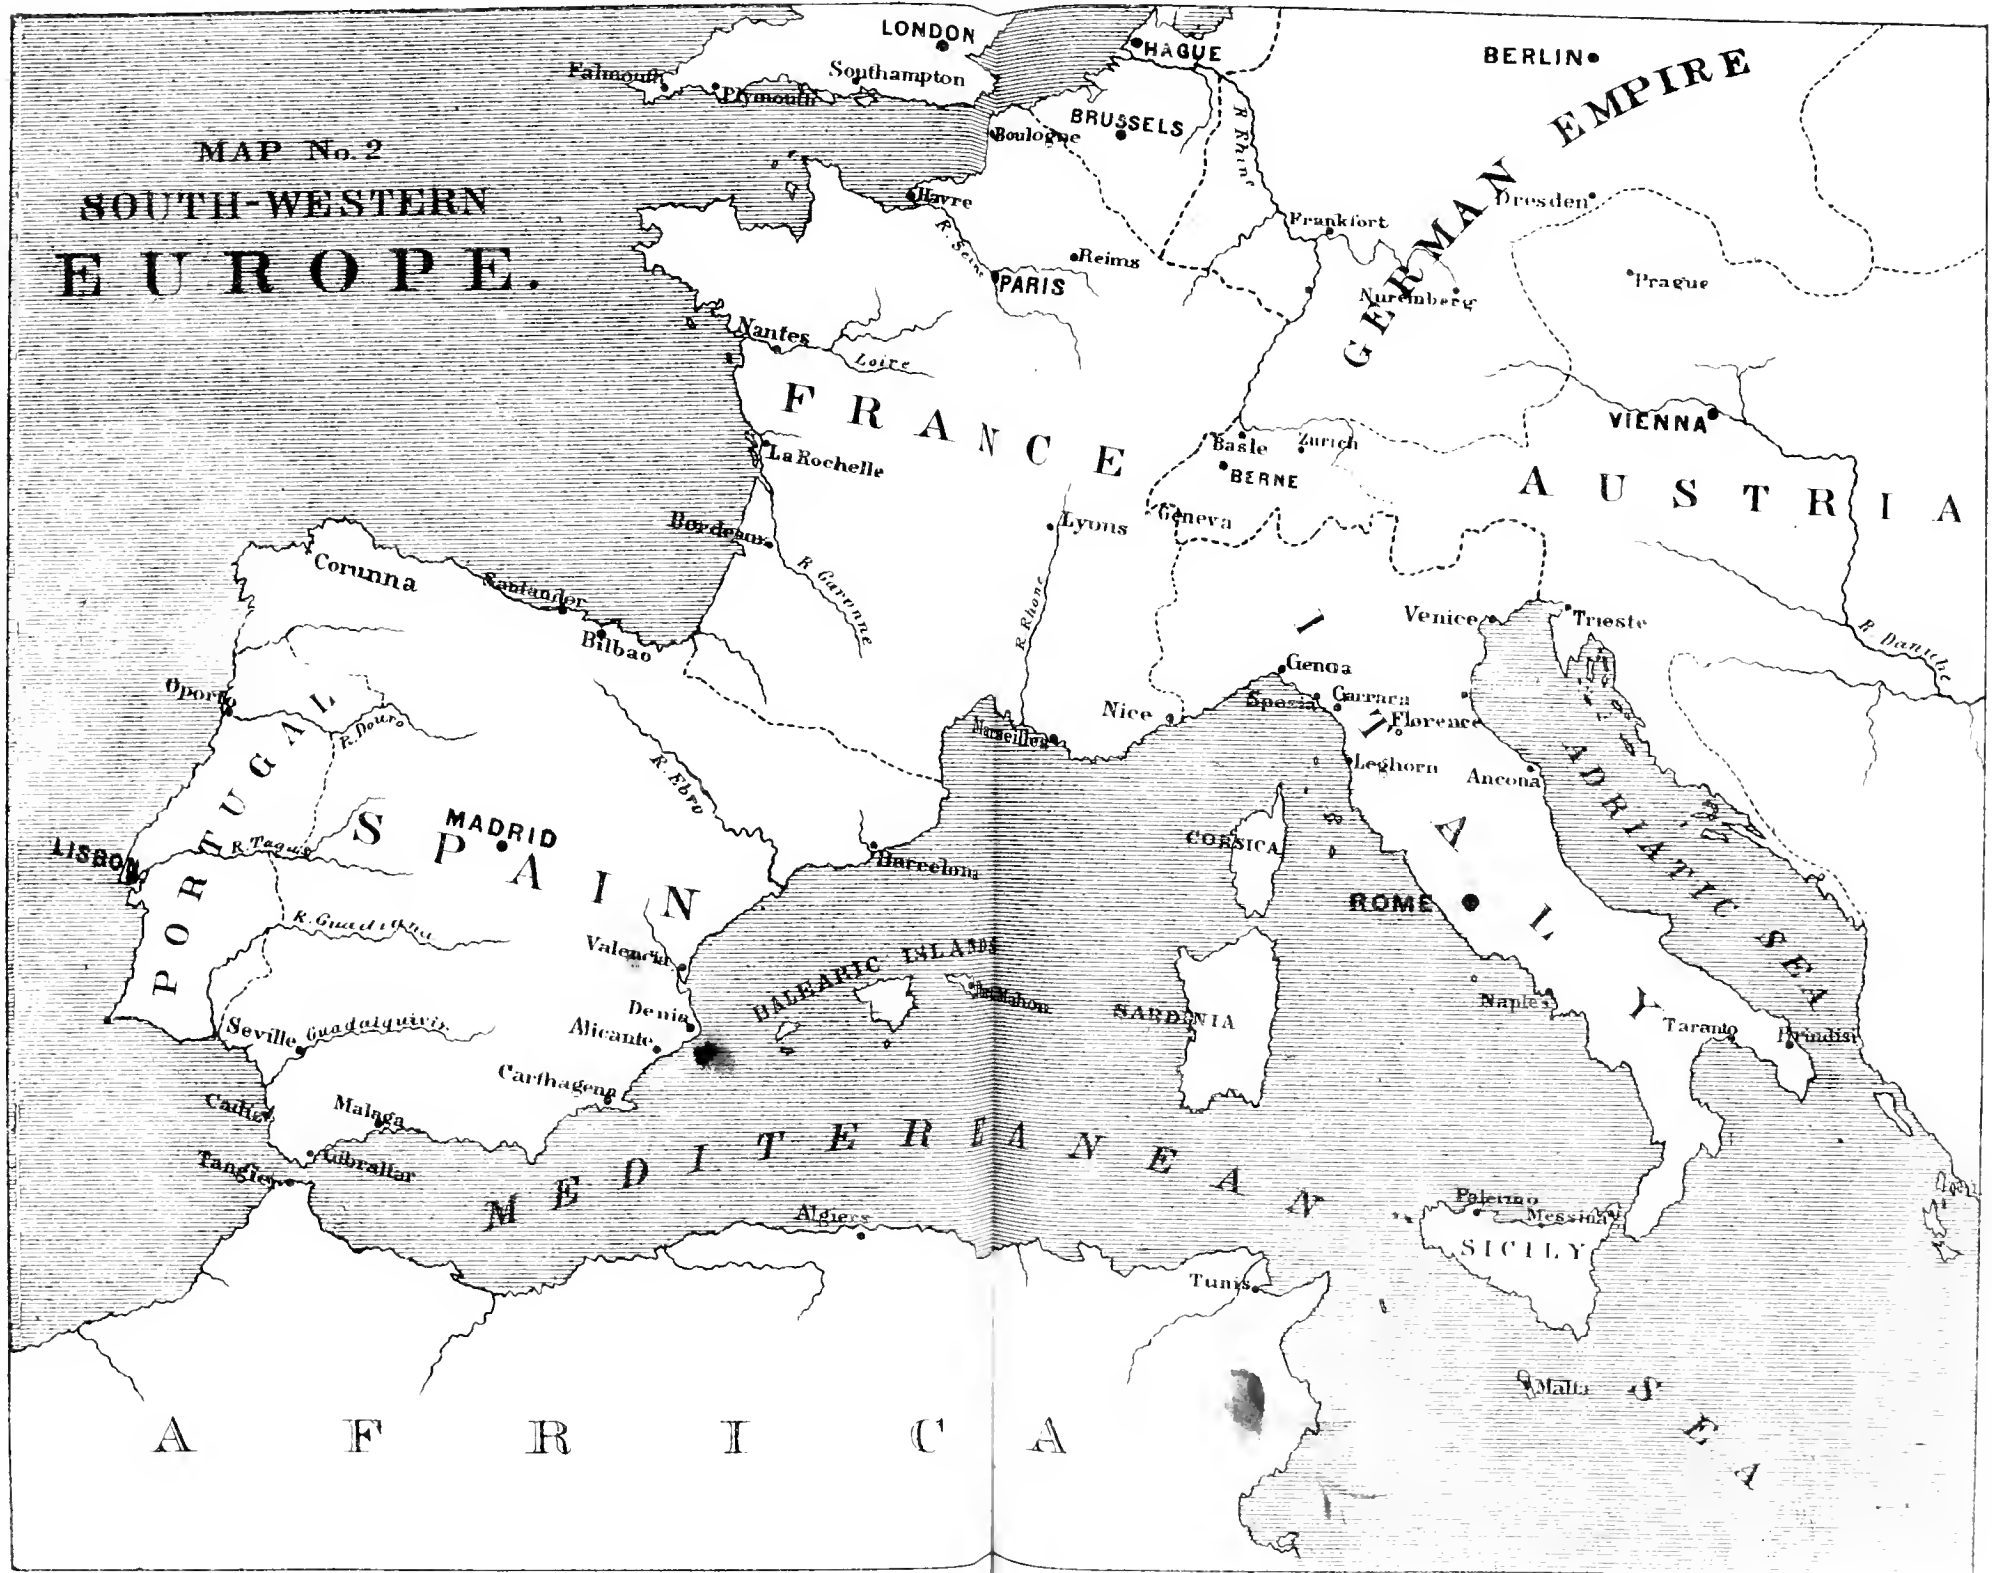 MAP No. 2
SOUTH-WESTERN
EUROPE.
LONDON
Southampton
Falmouth
Plymouth
HAGUE
BRUSSELS
Boulogne
R. Rhine
BERLIN
GERMAN EMPIRE
Dresden
Frankfort
Nuremberg
Prague
Havre
R. Seine
Reims
PARIS
Nantes
Loire
FRANCE
La Rochelle
Bordeaux
R. Garonne
Lyons
R. Rhone
Basle
Zurich
BERNE
Geneva
VIENNA
AUSTRIA
R. Danube
Corunna
Santander
Bilbao
Oporto
R. Douro
PORTUGAL
R. Ebro
MADRID
SPAIN
LISBON
R. Tagus
R. Guadiana
Barcelona
Valencia
Denia
Alicante
Carthagena
Seville
Guadalquivir
Cadiz
Malaga
Gibraltar
Tangier
BALEARIC ISLANDS
Port Mahon
Marseilles
Nice
Genoa
Spezia
Carrara
Florence
Leghorn
Ancona
Venice
Trieste
ITALY
ADRIATIC SEA
CORSICA
ROME
SARDINIA
Naples
Taranto
Brindisi
MEDITEREANEAN
SEA
Palermo
Messina
SICILY
Malta
Algiers
Tunis
AFRICA